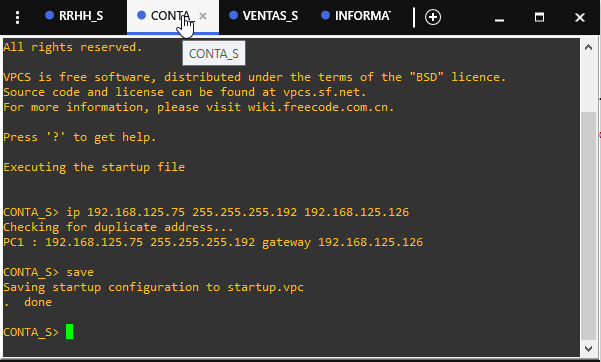 RRHH_S
CONTA
VENTAS_S
INFORMAT
CONTA_S
All rights reserved.
VPCS is free software, distributed under the terms of the "BSD" licence.
Source code and license can be found at vpcs.sf.net.
For more information, please visit wiki.freecode.com.cn.
Press '?' to get help.
Executing the startup file
CONTA_S> ip 192.168.125.75 255.255.255.192 192.168.125.126
Checking for duplicate address...
PC1 : 192.168.125.75 255.255.255.192 gateway 192.168.125.126
CONTA_S> save
Saving startup configuration to startup.vpc
.  done
CONTA_S>